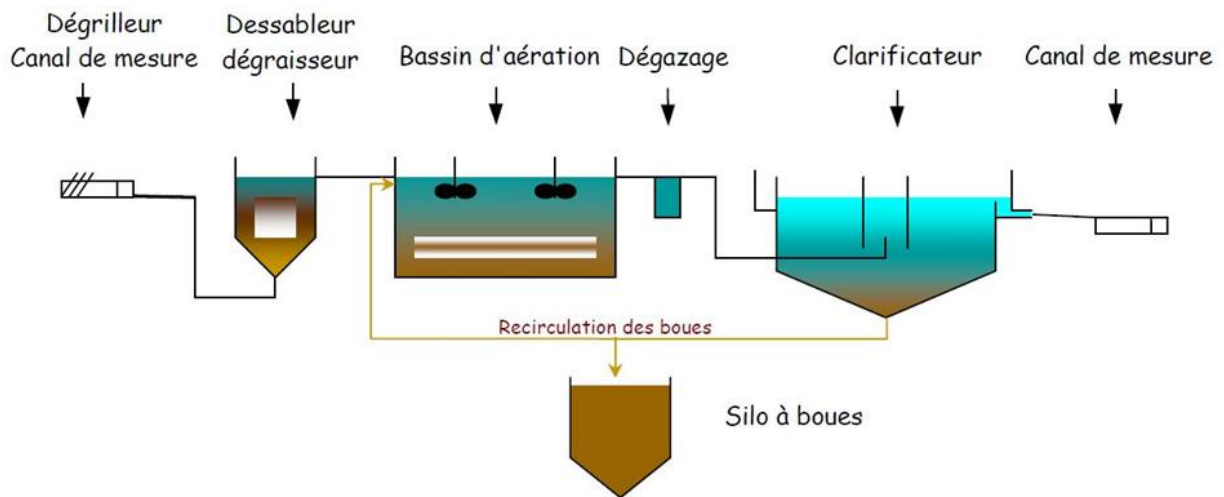 Dégrilleur
Canal de mesure
Dessableur
dégraisseur
Bassin d'aération
Dégazage
Clarificateur
Canal de mesure
Recirculation des boues
Silo à boues